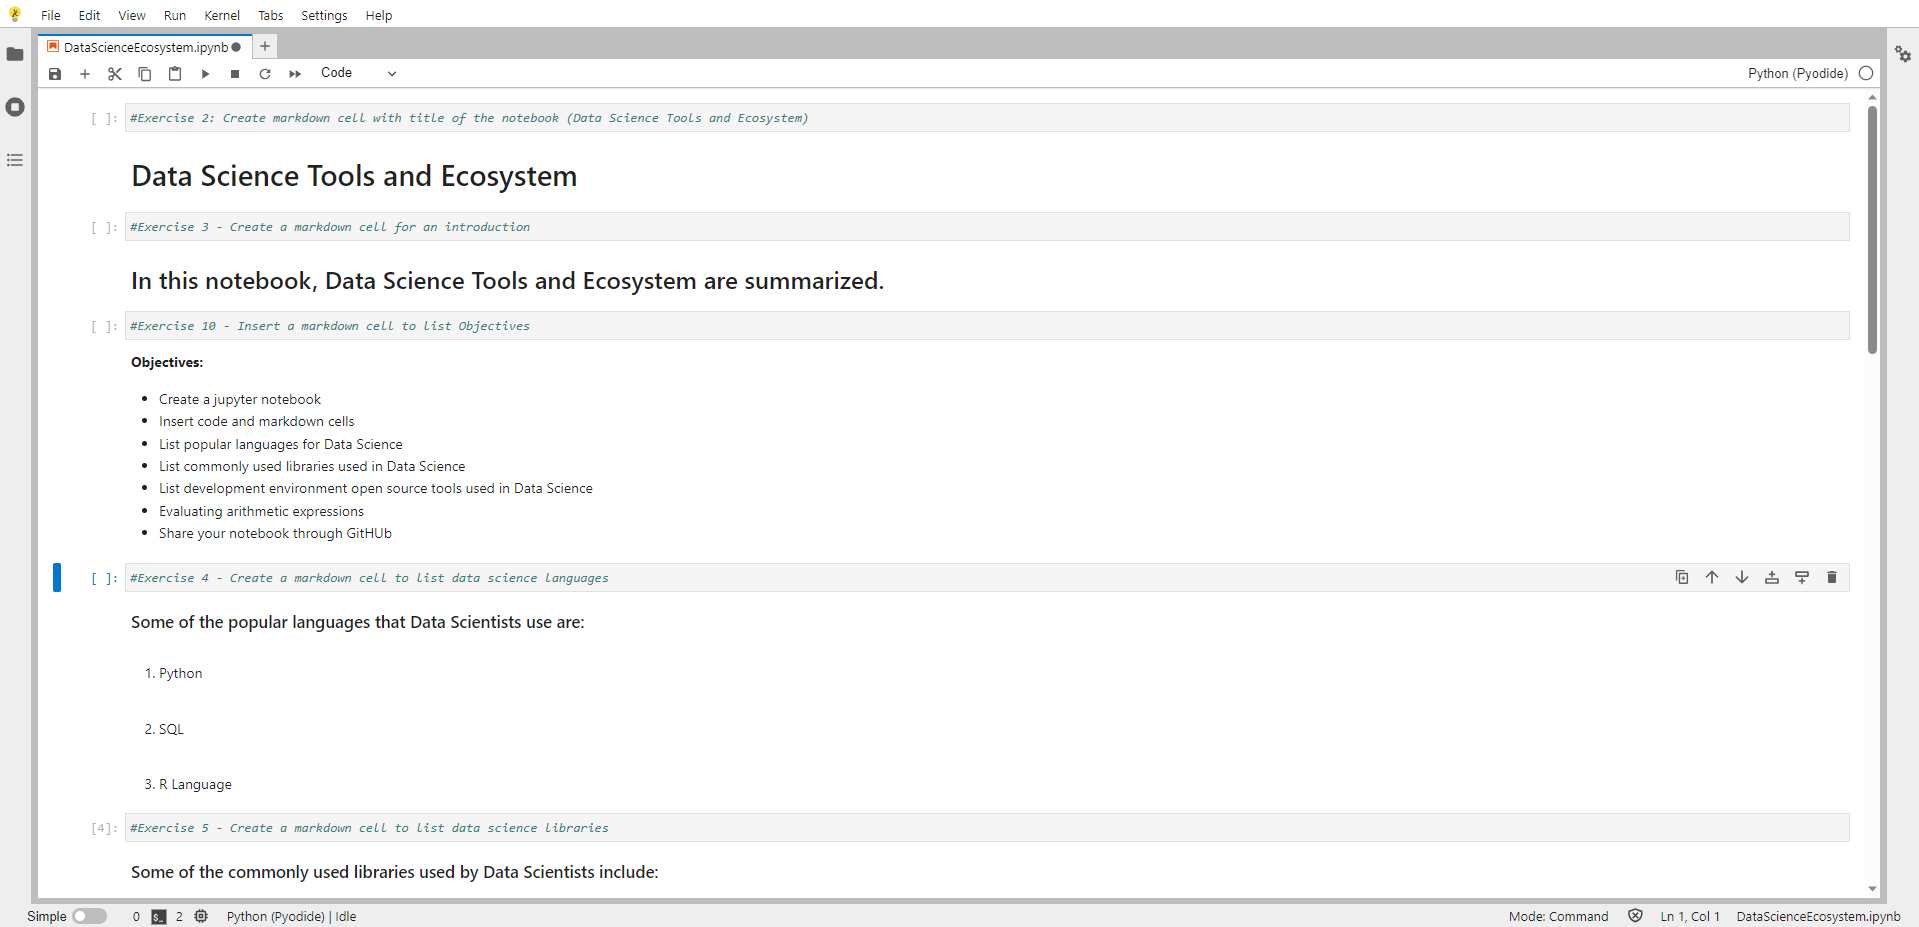 File Edit View Run Kernel Tabs Settings Help
DataScienceEcosystem.ipynb
Code
Python (Pyodide)
[ ]: #Exercise 2: Create markdown cell with title of the notebook (Data Science Tools and Ecosystem)
Data Science Tools and Ecosystem
[ ]: #Exercise 3 - Create a markdown cell for an introduction
In this notebook, Data Science Tools and Ecosystem are summarized.
[ ]: #Exercise 10 - Insert a markdown cell to list Objectives
Objectives:
• Create a jupyter notebook
• Insert code and markdown cells
• List popular languages for Data Science
• List commonly used libraries used in Data Science
• List development environment open source tools used in Data Science
• Evaluating arithmetic expressions
• Share your notebook through GitHUb
[ ]: #Exercise 4 - Create a markdown cell to list data science languages
Some of the popular languages that Data Scientists use are:
1. Python
2. SQL
3. R Language
[4]: #Exercise 5 - Create a markdown cell to list data science libraries
Some of the commonly used libraries used by Data Scientists include:
Simple 0 2 Python (Pyodide) | Idle Mode: Command Ln 1, Col 1 DataScienceEcosystem.ipynb